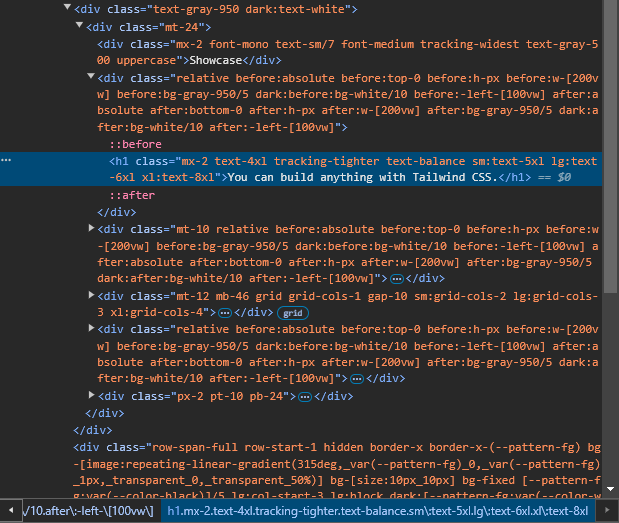 <div class="text-gray-950 dark:text-white">
<div class="mt-24">
<div class="mx-2 font-mono text-sm/7 font-medium tracking-widest text-gray-5
00 uppercase">Showcase</div>
<div class="relative before:absolute before:top-0 before:h-px before:w-[200v
w] before:bg-gray-950/5 dark:before:bg-white/10 before:-left-[100vw] after:a
bsolute after:bottom-0 after:h-px after:w-[200vw] after:bg-gray-950/5 dark:a
fter:bg-white/10 after:-left-[100vw]">
::before
<h1 class="mx-2 text-4xl tracking-tighter text-balance sm:text-5xl lg:text
-6xl xl:text-8xl">You can build anything with Tailwind CSS.</h1> == $0
::after
</div>
<div class="mt-10 relative before:absolute before:top-0 before:h-px before:w
-[200vw] before:bg-gray-950/5 dark:before:bg-white/10 before:-left-[100vw] a
fter:absolute after:bottom-0 after:h-px after:w-[200vw] after:bg-gray-950/5
dark:after:bg-white/10 after:-left-[100vw]"></div>
<div class="mt-12 mb-46 grid grid-cols-1 gap-10 sm:grid-cols-2 lg:grid-cols-
3 xl:grid-cols-4"></div> grid
<div class="relative before:absolute before:top-0 before:h-px before:w-[200v
w] before:bg-gray-950/5 dark:before:bg-white/10 before:-left-[100vw] after:a
bsolute after:bottom-0 after:h-px after:w-[200vw] after:bg-gray-950/5 dark:a
fter:bg-white/10 after:-left-[100vw]"></div>
<div class="px-2 pt-10 pb-24"></div>
</div>
</div>
<div class="row-span-full row-start-1 hidden border-x border-x-(--pattern-fg) bg
-[image:repeating-linear-gradient(315deg,_var(--pattern-fg)_0,_var(--pattern-fg)
_1px,_transparent_0,_transparent_50%)] bg-[size:10px_10px] bg-fixed [--pattern-f
g:var(--color-black)]/5 lg:col-start-3 lg:block dark:[--pattern-fg:var(--color-w
\/10.after\:-left-\[100vw\] h1.mx-2.text-4xl.tracking-tighter.text-balance.sm\:text-5xl.lg\:text-6xl.xl\:text-8xl